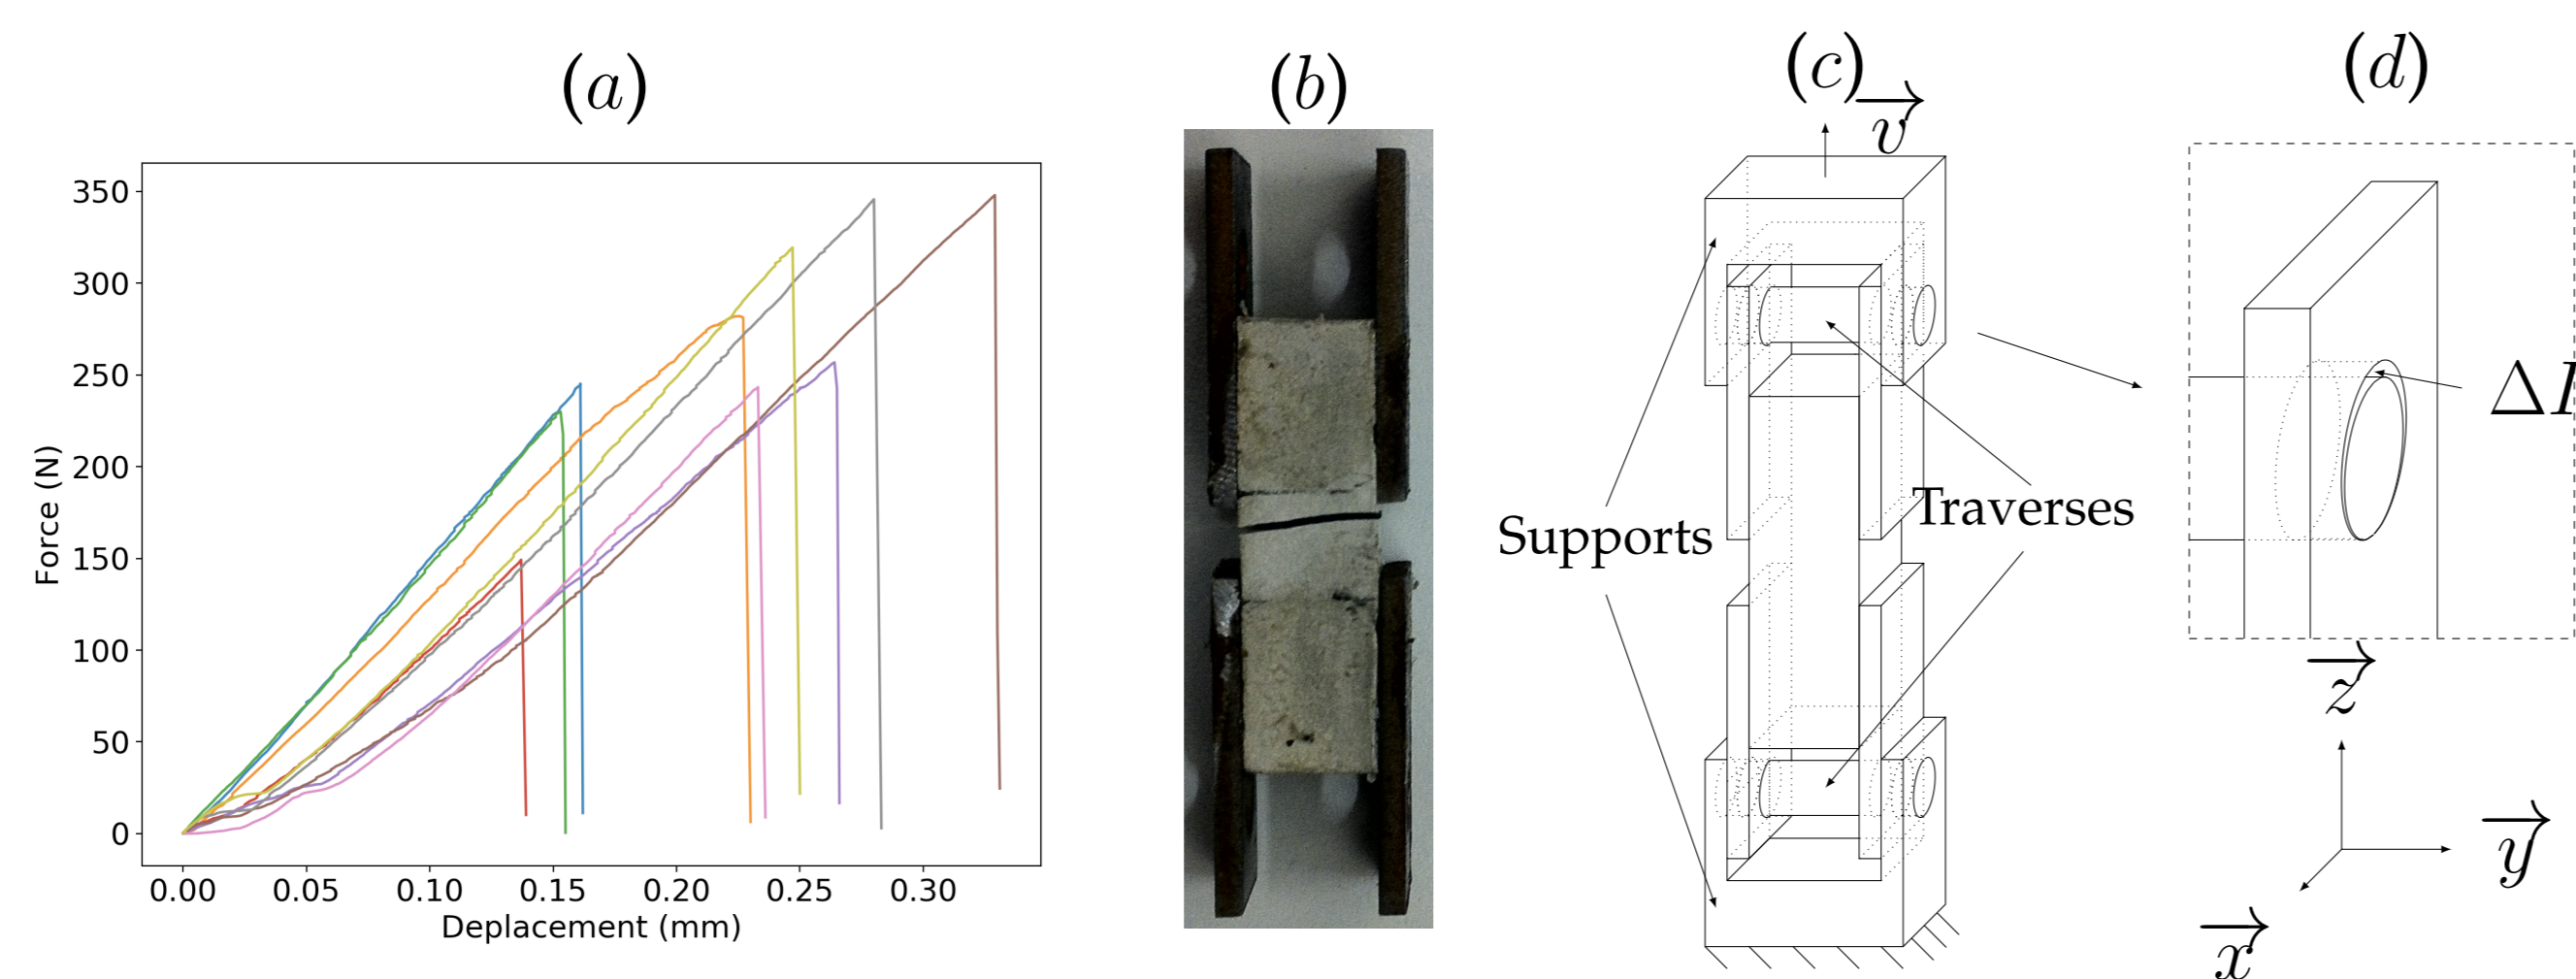 (a)
350
300
250
200
150
100
50
0
Force (N)
0.00 0.05 0.10 0.15 0.20 0.25 0.30
Deplacement (mm)
(b)
(c)
v
Supports
Traverses
(d)
Δ
z
y
x